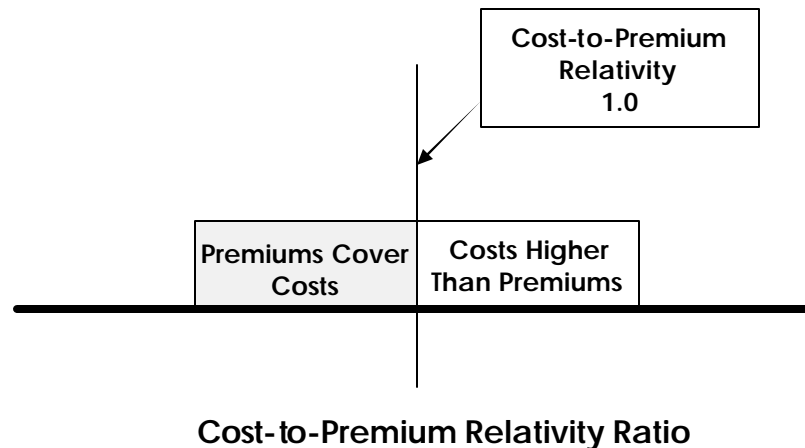 Cost-to-Premium
Relativity
1.0
Premiums Cover
Costs
Costs Higher
Than Premiums
Cost-to-Premium Relativity Ratio